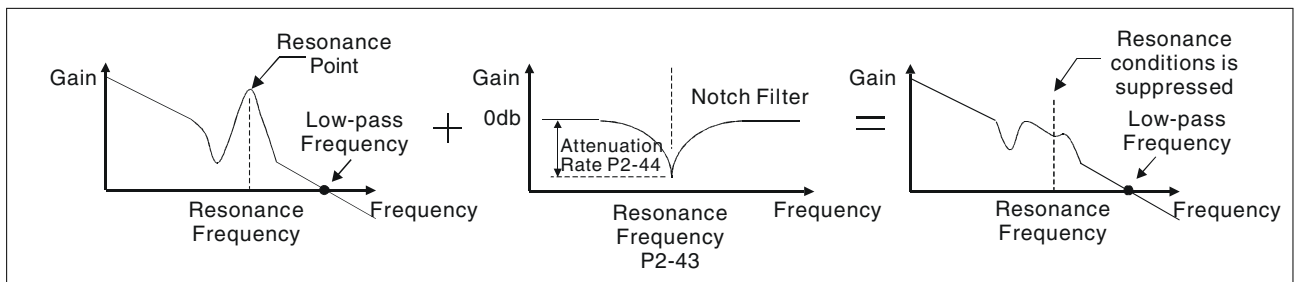 Resonance
Point
Gain
Low-pass
Frequency
Frequency
Resonance
Frequency
+
Gain
0db
Notch Filter
Attenuation
Rate P2-44
Frequency
Resonance
Frequency
P2-43
=
Resonance
conditions is
suppressed
Gain
Low-pass
Frequency
Frequency
Resonance
Frequency